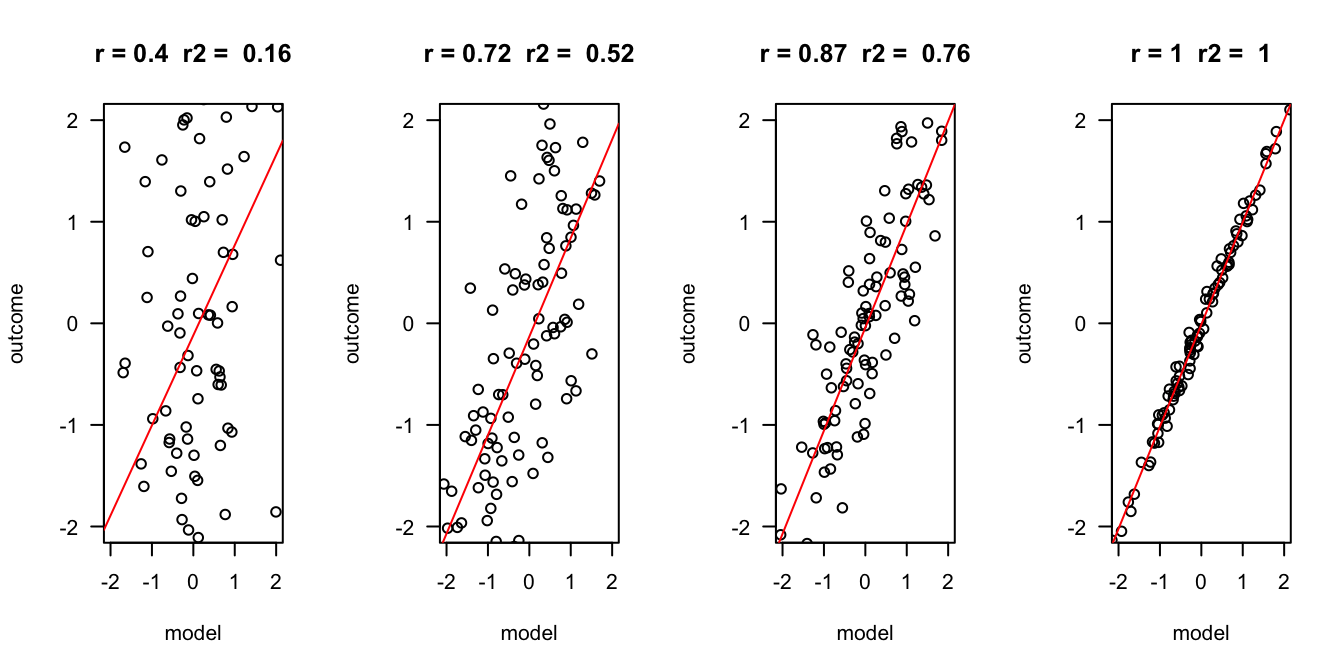 r = 0.4  r2 =  0.16
outcome
2
1
0
-1
-2
-2 -1 0 1 2
model
r = 0.72  r2 =  0.52
outcome
2
1
0
-1
-2
-2 -1 0 1 2
model
r = 0.87  r2 =  0.76
outcome
2
1
0
-1
-2
-2 -1 0 1 2
model
r = 1  r2 =  1
outcome
2
1
0
-1
-2
-2 -1 0 1 2
model